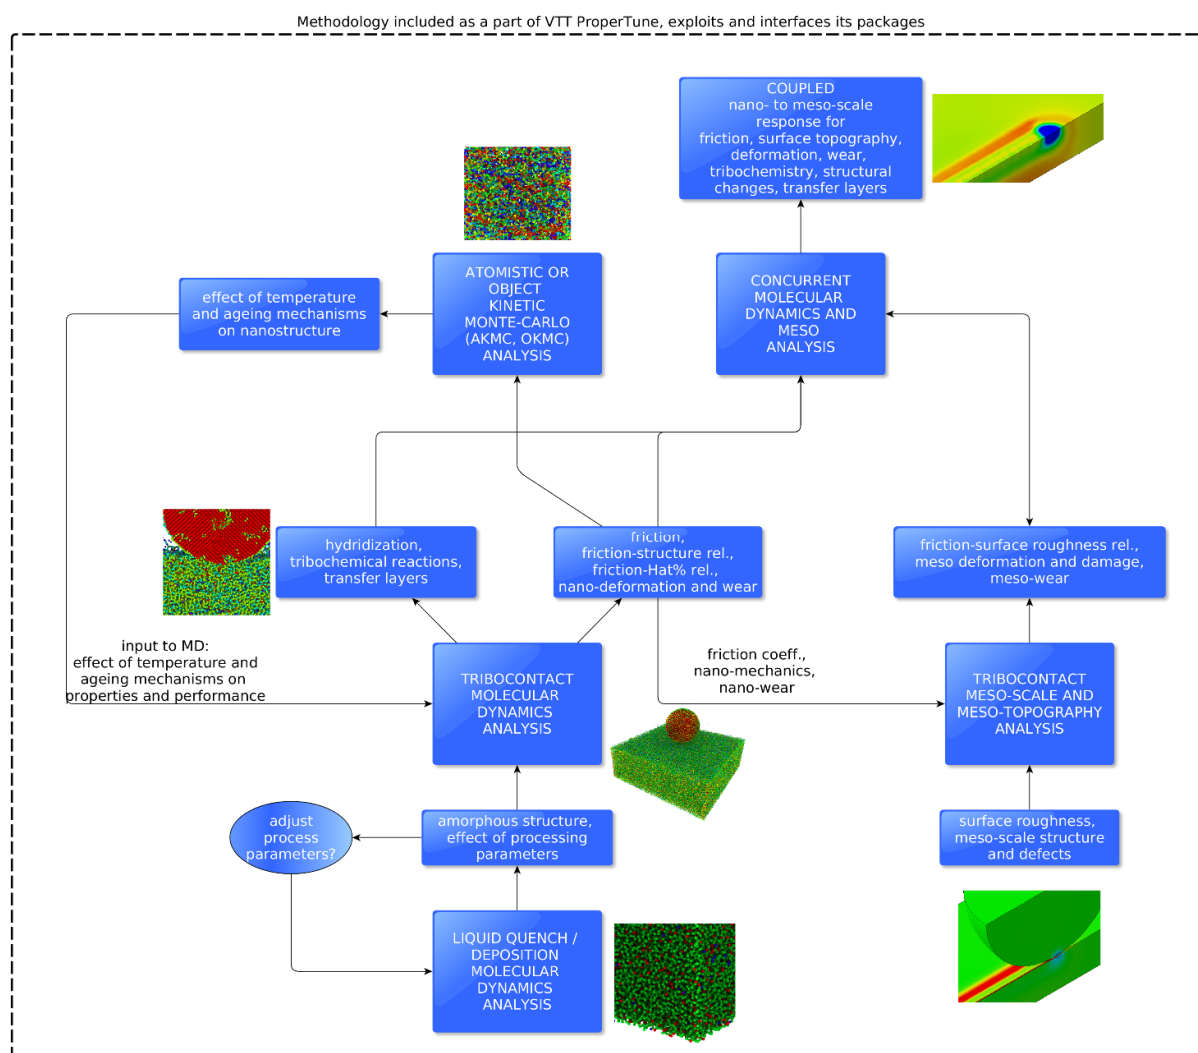 Methodology included as a part of VTT ProperTune, exploits and interfaces its packages
COUPLED
nano- to meso-scale
response for
friction, surface topography,
deformation, wear,
tribochemistry, structural
changes, transfer layers
effect of temperature
and ageing mechanisms
on nanostructure
ATOMISTIC OR
OBJECT
KINETIC
MONTE-CARLO
(AKMC, OKMC)
ANALYSIS
CONCURRENT
MOLECULAR
DYNAMICS AND
MESO
ANALYSIS
hydridization,
tribochemical reactions,
transfer layers
friction,
friction-structure rel.,
friction-Hat% rel.,
nano-deformation and wear
friction-surface roughness rel.,
meso deformation and damage,
meso-wear
input to MD:
effect of temperature and
ageing mechanisms on
properties and performance
TRIBOCONTACT
MOLECULAR
DYNAMICS
ANALYSIS
friction coeff.,
nano-mechanics,
nano-wear
TRIBOCONTACT
MESO-SCALE AND
MESO-TOPOGRAPHY
ANALYSIS
adjust
process
parameters?
amorphous structure,
effect of processing
parameters
surface roughness,
meso-scale structure
and defects
LIQUID QUENCH /
DEPOSITION
MOLECULAR
DYNAMICS
ANALYSIS